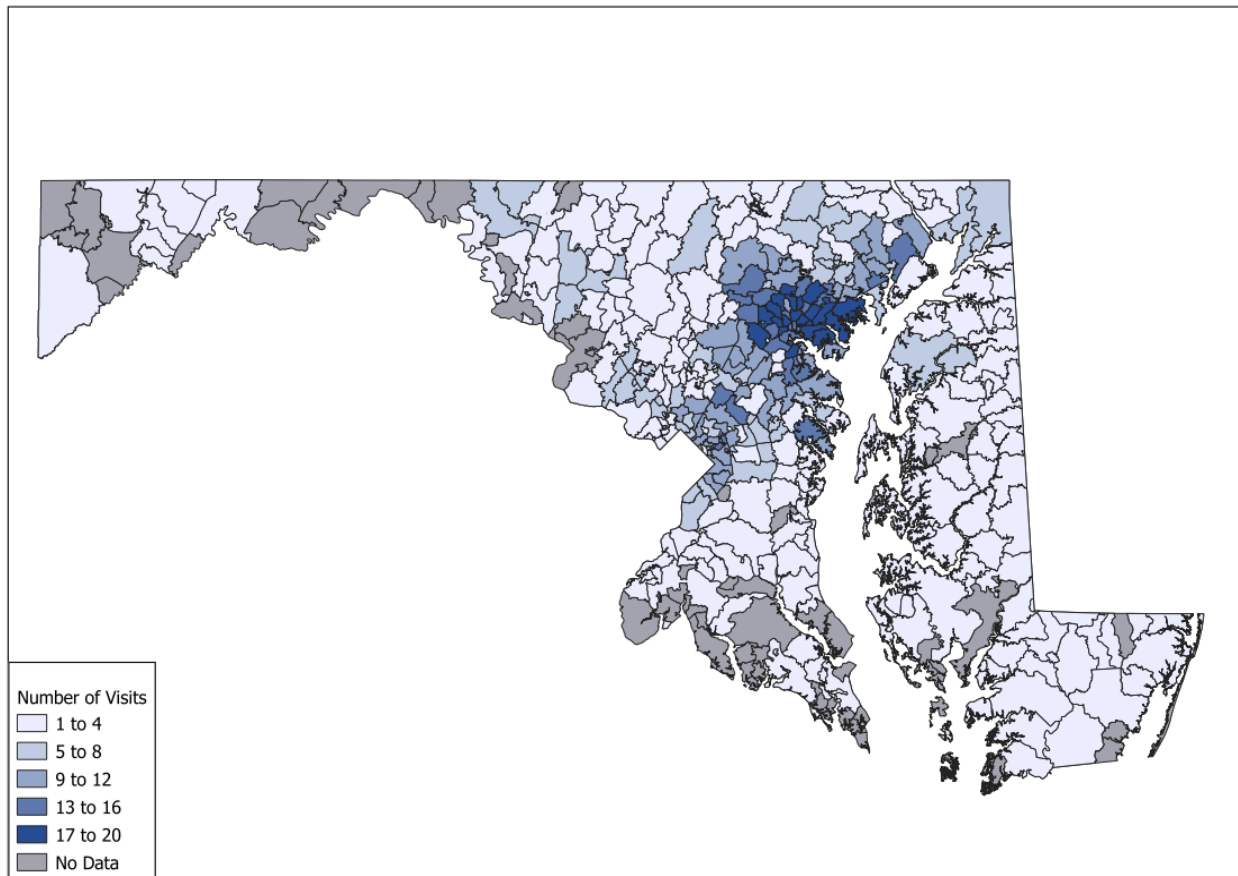 Number of Visits
1 to 4
5 to 8
9 to 12
13 to 16
17 to 20
No Data